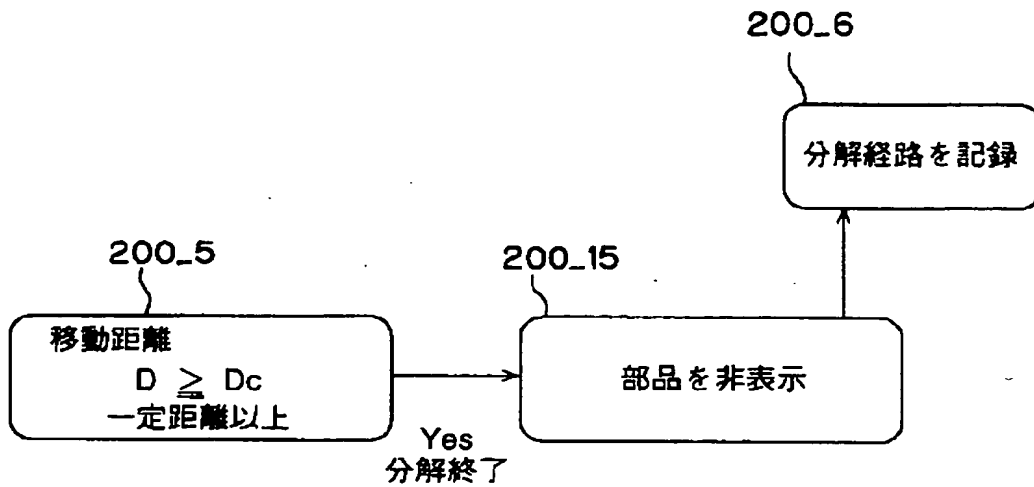 200_6
分解経路を記録
200_5
200_15
移動距離
D ≧ Dc
一定距離以上
部品を非表示
Yes
分解終了